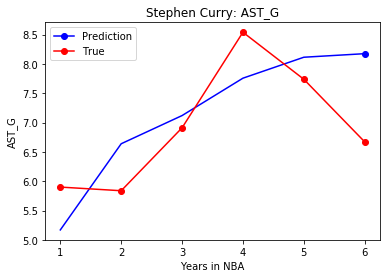 Stephen Curry: AST_G
Prediction
True
AST_G
8.5
8.0
7.5
7.0
6.5
6.0
5.5
5.0
1 2 3 4 5 6
Years in NBA